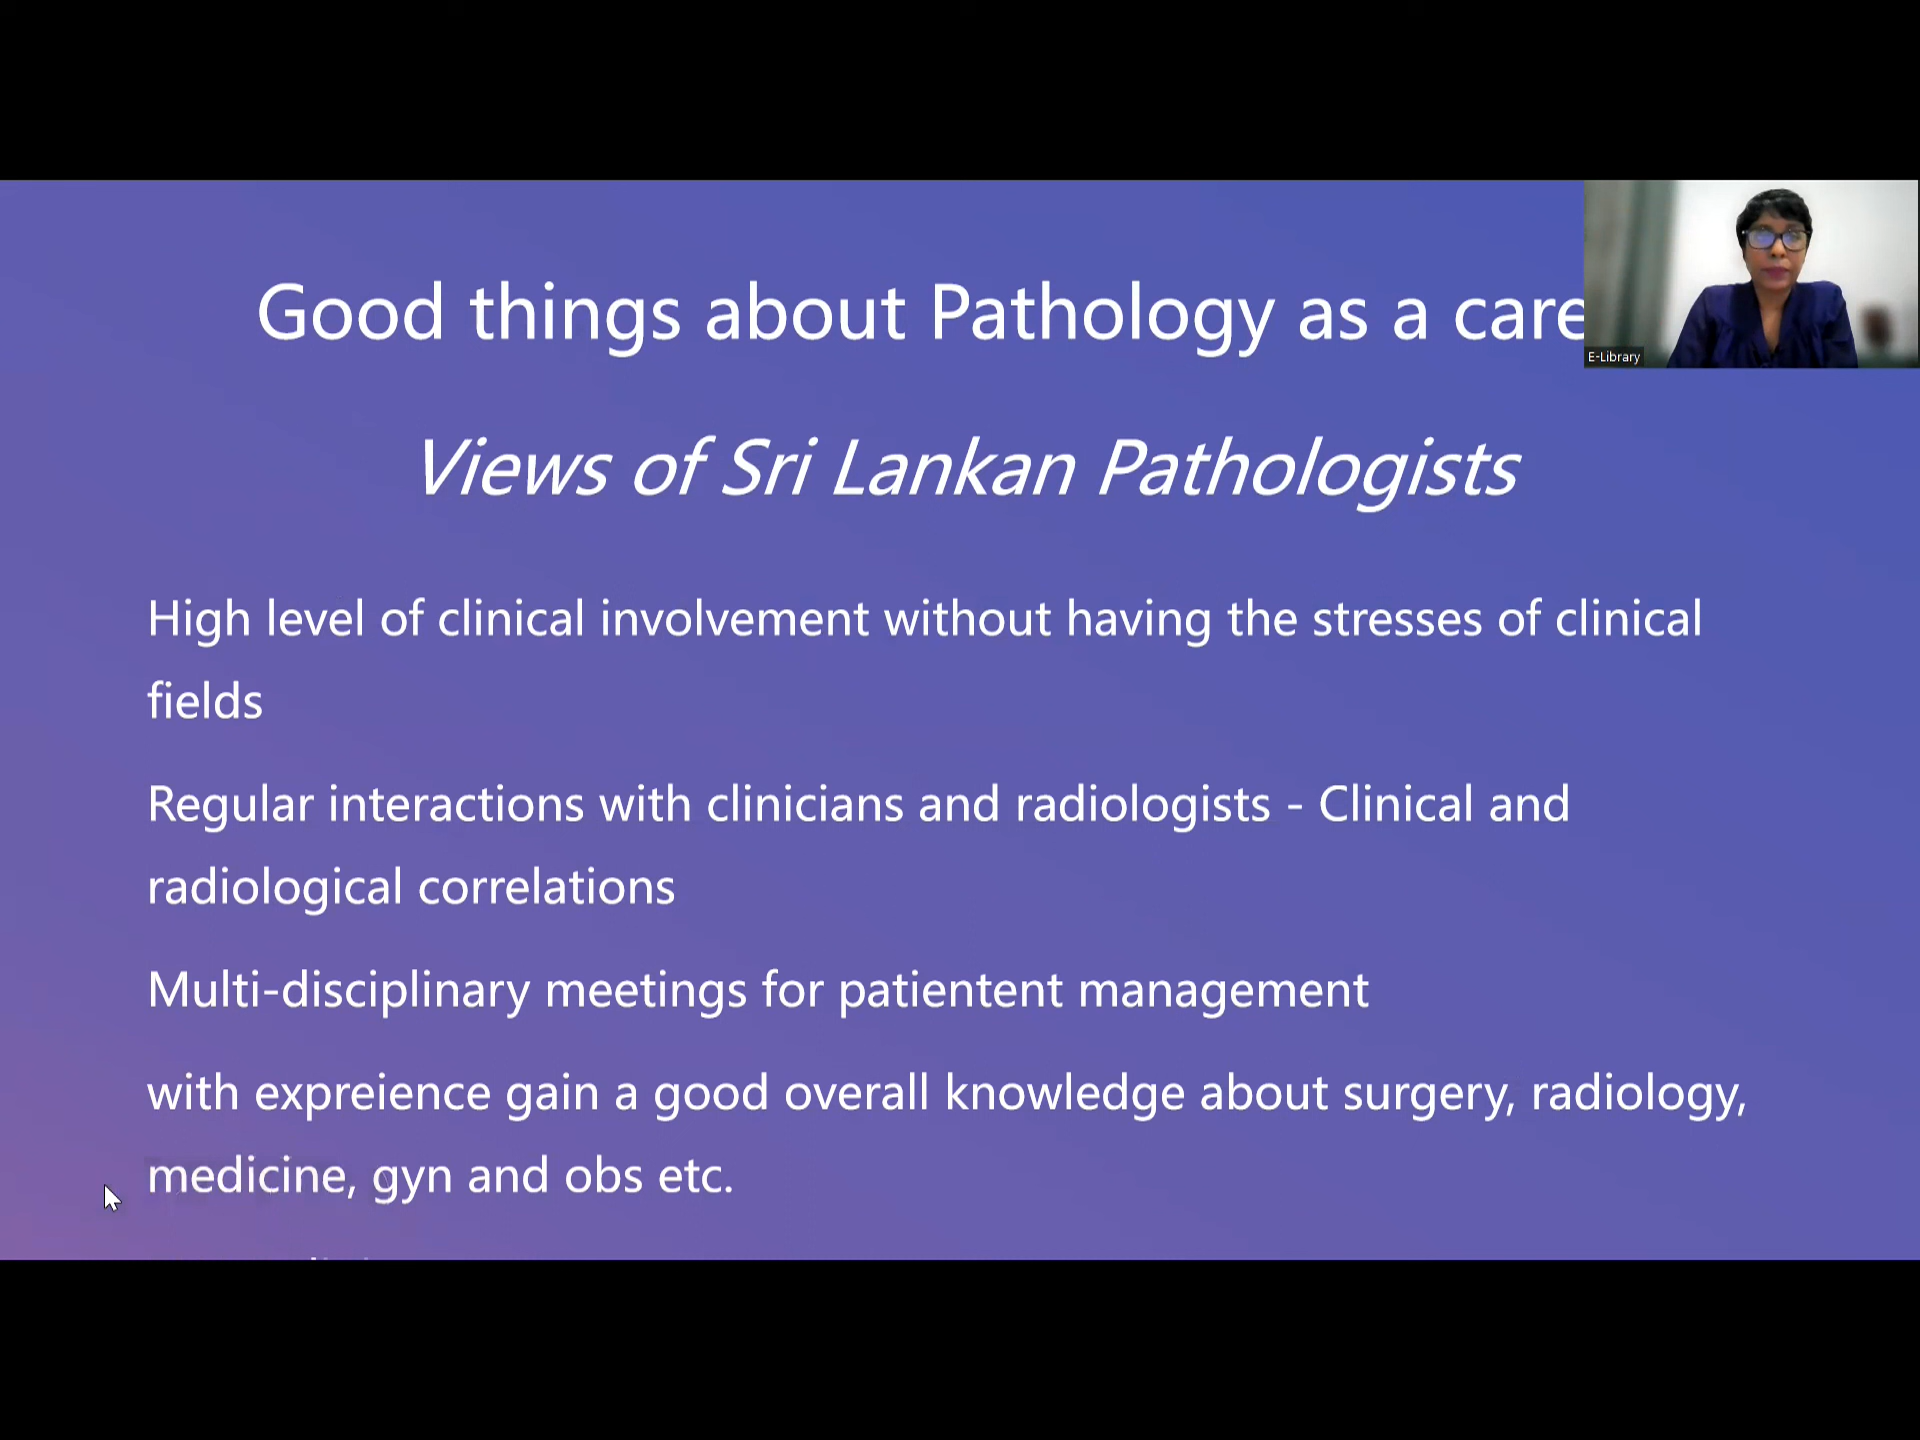 Good things about Pathology as a care
E-Library
Views of Sri Lankan Pathologists
High level of clinical involvement without having the stresses of clinical
fields
Regular interactions with clinicians and radiologists - Clinical and
radiological correlations
Multi-disciplinary meetings for patientent management
with expreience gain a good overall knowledge about surgery, radiology,
medicine, gyn and obs etc.